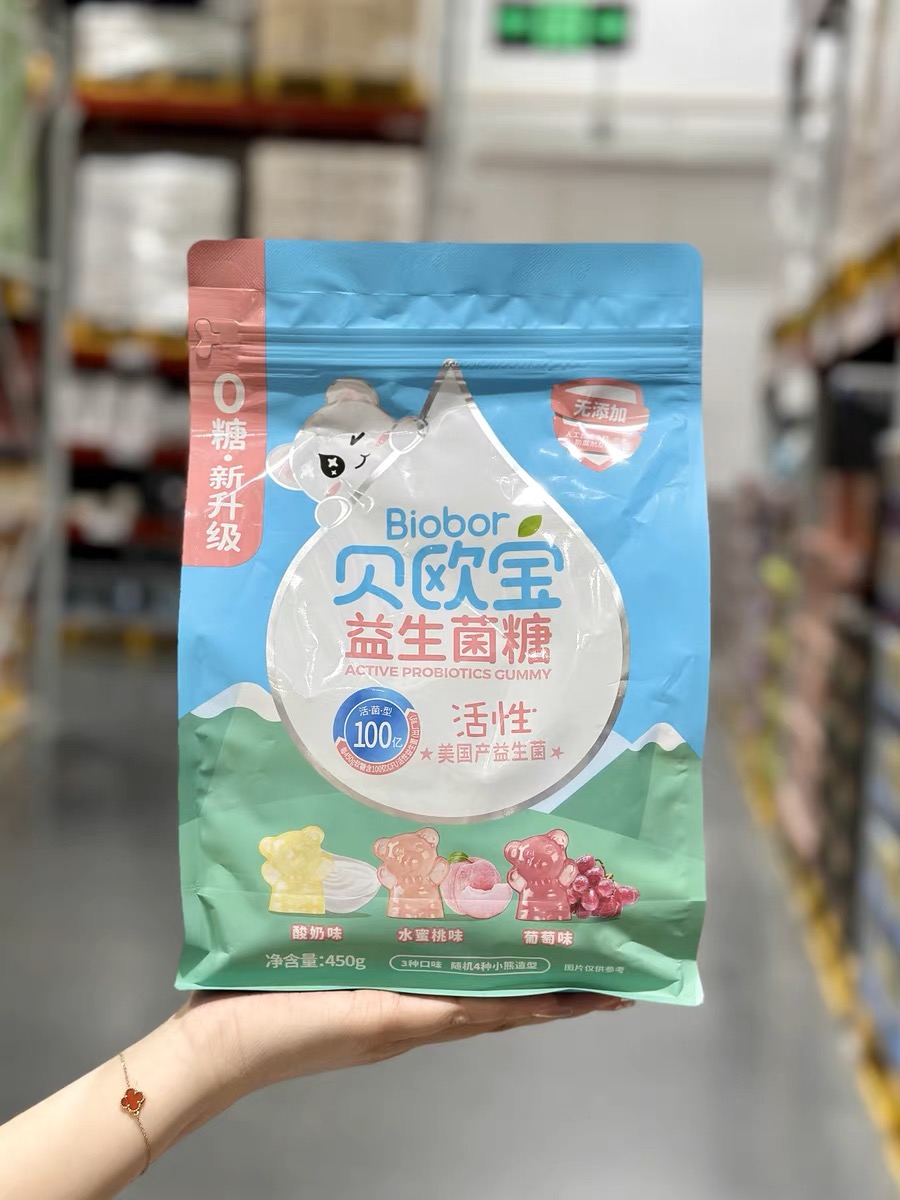 0糖·新升级
无添加
Biobor
贝欧宝
益生菌糖
ACTIVE PROBIOTICS GUMMY
活·菌·型
100亿
活性
★美国产益生菌★
酸奶味
水蜜桃味
葡萄味
净含量:450g
3种口味 随机4种小熊造型
图片仅供参考